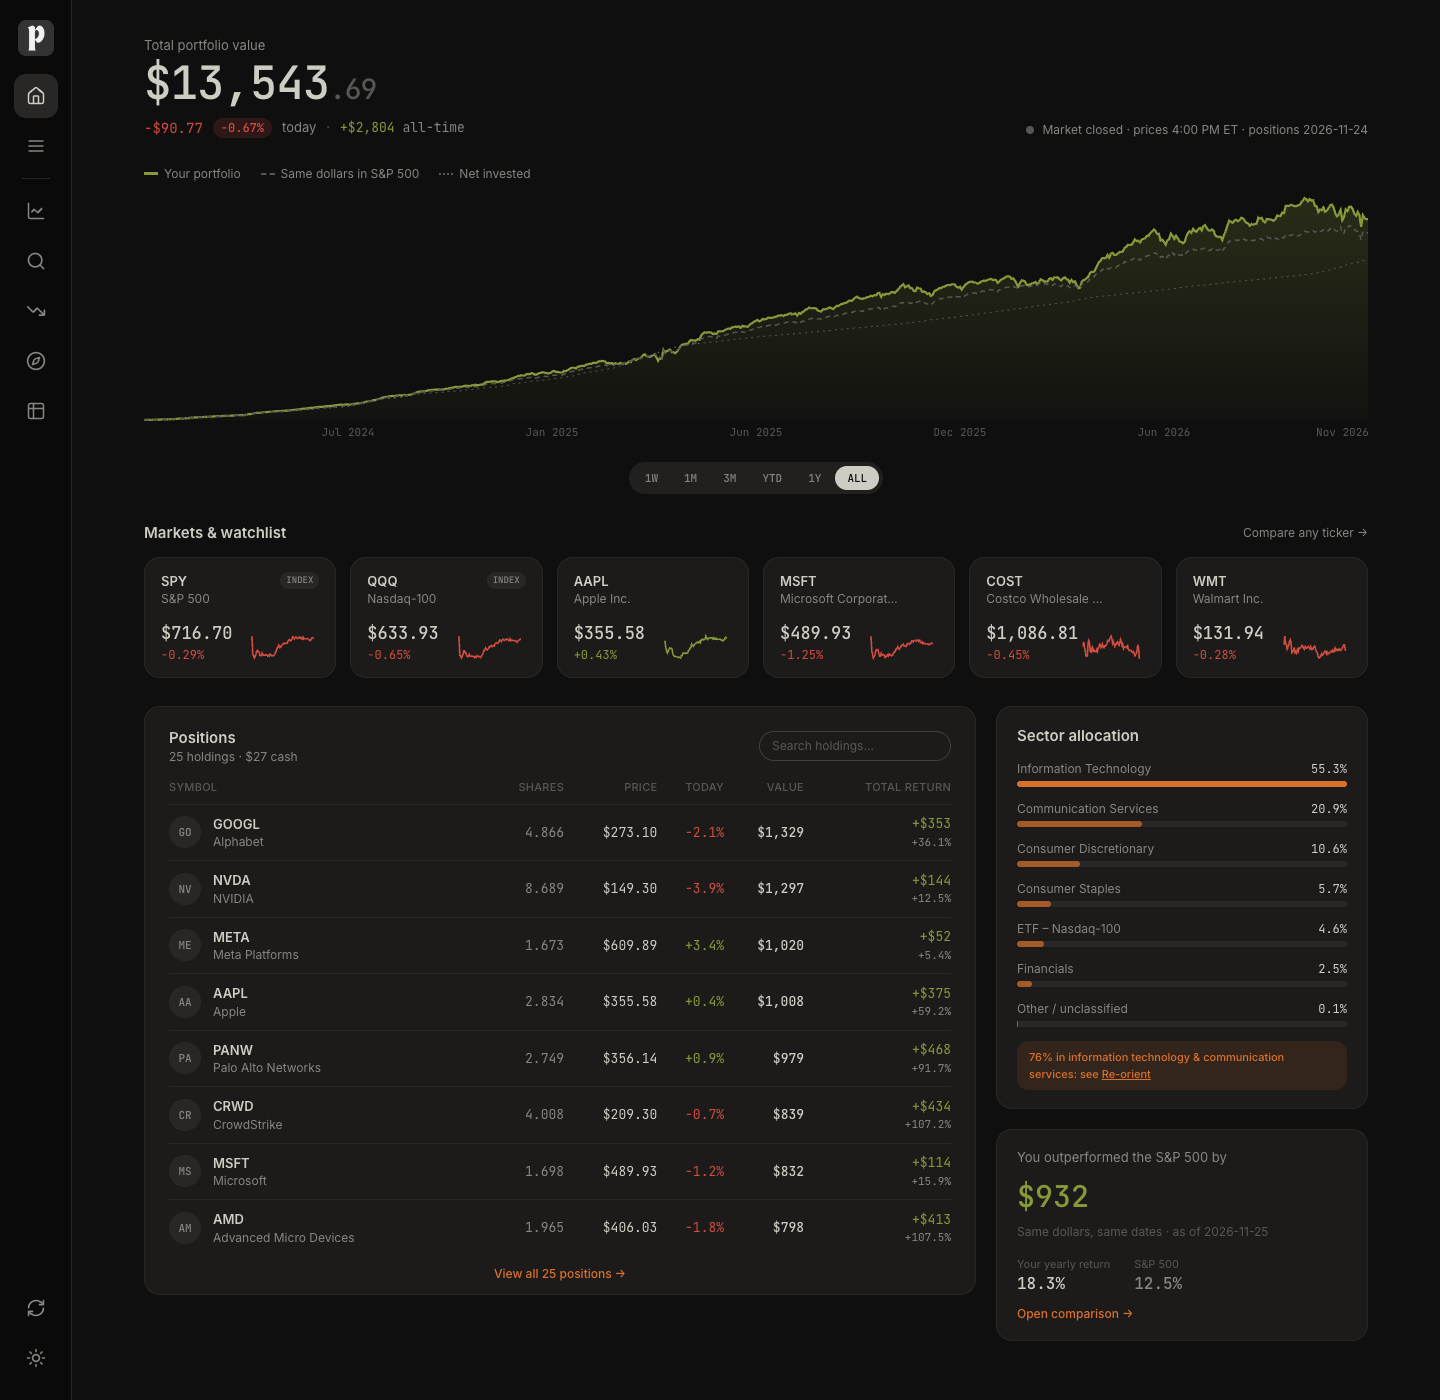 p
Total portfolio value
$13,543.69
-$90.77 -0.67% today · +$2,804 all-time
Market closed · prices 4:00 PM ET · positions 2026-11-24
Your portfolio Same dollars in S&P 500 Net invested
Jul 2024 Jan 2025 Jun 2025 Dec 2025 Jun 2026 Nov 2026
1W 1M 3M YTD 1Y ALL
Markets & watchlist
Compare any ticker →
SPY INDEX
S&P 500
$716.70
-0.29%
QQQ INDEX
Nasdaq-100
$633.93
-0.65%
AAPL
Apple Inc.
$355.58
+0.43%
MSFT
Microsoft Corporat...
$489.93
-1.25%
COST
Costco Wholesale ...
$1,086.81
-0.45%
WMT
Walmart Inc.
$131.94
-0.28%
Positions
25 holdings · $27 cash
Search holdings...
SYMBOL SHARES PRICE TODAY VALUE TOTAL RETURN
GO GOOGL 4.866 $273.10 -2.1% $1,329 +$353
Alphabet +36.1%
NV NVDA 8.689 $149.30 -3.9% $1,297 +$144
NVIDIA +12.5%
ME META 1.673 $609.89 +3.4% $1,020 +$52
Meta Platforms +5.4%
AA AAPL 2.834 $355.58 +0.4% $1,008 +$375
Apple +59.2%
PA PANW 2.749 $356.14 +0.9% $979 +$468
Palo Alto Networks +91.7%
CR CRWD 4.008 $209.30 -0.7% $839 +$434
CrowdStrike +107.2%
MS MSFT 1.698 $489.93 -1.2% $832 +$114
Microsoft +15.9%
AM AMD 1.965 $406.03 -1.8% $798 +$413
Advanced Micro Devices +107.5%
View all 25 positions →
Sector allocation
Information Technology 55.3%
Communication Services 20.9%
Consumer Discretionary 10.6%
Consumer Staples 5.7%
ETF – Nasdaq-100 4.6%
Financials 2.5%
Other / unclassified 0.1%
76% in information technology & communication
services: see Re-orient
You outperformed the S&P 500 by
$932
Same dollars, same dates · as of 2026-11-25
Your yearly return S&P 500
18.3% 12.5%
Open comparison →